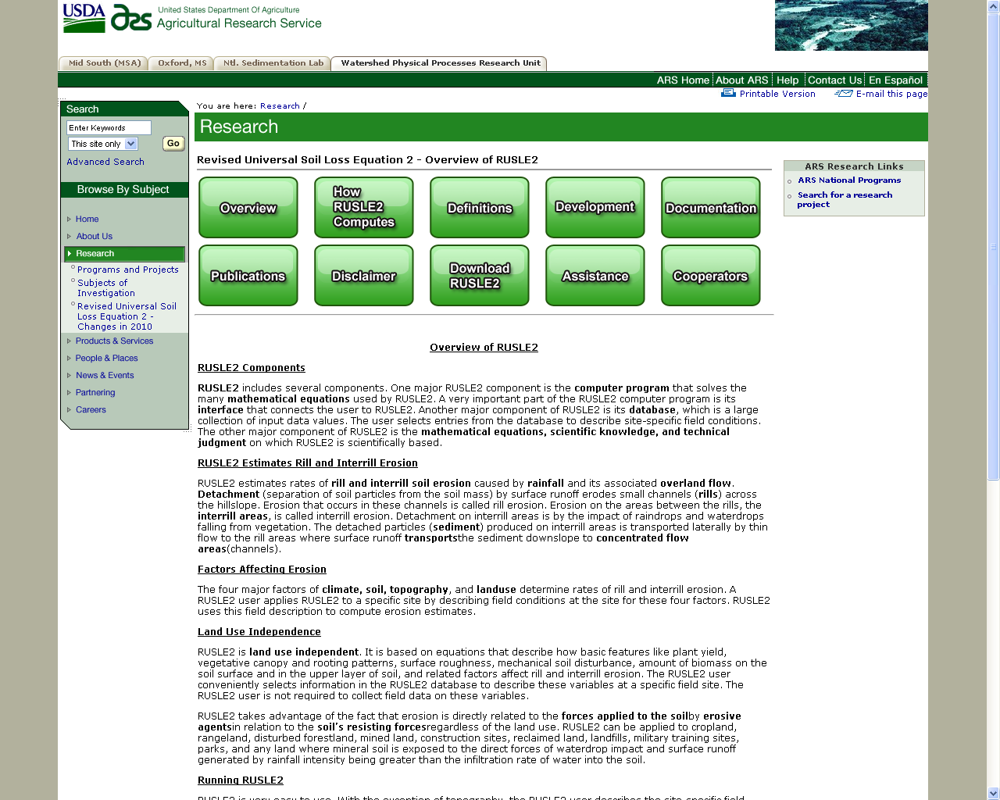 USDA
ars
United States Department Of Agriculture
Agricultural Research Service
Mid South (MSA)
Oxford, MS
Ntl. Sedimentation Lab
Watershed Physical Processes Research Unit
ARS Home
About ARS
Help
Contact Us
En Español
Printable Version
E-mail this page
Search
Enter Keywords
This site only
Go
Advanced Search
Browse By Subject
Home
About Us
Research
Programs and Projects
Subjects of
Investigation
Revised Universal Soil
Loss Equation 2 -
Changes in 2010
Products & Services
People & Places
News & Events
Partnering
Careers
You are here: Research /
Research
Revised Universal Soil Loss Equation 2 - Overview of RUSLE2
Overview
How
RUSLE2
Computes
Definitions
Development
Documentation
Publications
Disclaimer
Download
RUSLE2
Assistance
Cooperators
ARS Research Links
ARS National Programs
Search for a research
project
Overview of RUSLE2
RUSLE2 Components
RUSLE2 includes several components. One major RUSLE2 component is the computer program that solves the
many mathematical equations used by RUSLE2. A very important part of the RUSLE2 computer program is its
interface that connects the user to RUSLE2. Another major component of RUSLE2 is its database, which is a large
collection of input data values. The user selects entries from the database to describe site-specific field conditions.
The other major component of RUSLE2 is the mathematical equations, scientific knowledge, and technical
judgment on which RUSLE2 is scientifically based.
RUSLE2 Estimates Rill and Interrill Erosion
RUSLE2 estimates rates of rill and interrill soil erosion caused by rainfall and its associated overland flow.
Detachment (separation of soil particles from the soil mass) by surface runoff erodes small channels (rills) across
the hillslope. Erosion that occurs in these channels is called rill erosion. Erosion on the areas between the rills, the
interrill areas, is called interrill erosion. Detachment on interrill areas is by the impact of raindrops and waterdrops
falling from vegetation. The detached particles (sediment) produced on interrill areas is transported laterally by thin
flow to the rill areas where surface runoff transportsthe sediment downslope to concentrated flow
areas(channels).
Factors Affecting Erosion
The four major factors of climate, soil, topography, and landuse determine rates of rill and interrill erosion. A
RUSLE2 user applies RUSLE2 to a specific site by describing field conditions at the site for these four factors. RUSLE2
uses this field description to compute erosion estimates.
Land Use Independence
RUSLE2 is land use independent. It is based on equations that describe how basic features like plant yield,
vegetative canopy and rooting patterns, surface roughness, mechanical soil disturbance, amount of biomass on the
soil surface and in the upper layer of soil, and related factors affect rill and interrill erosion. The RUSLE2 user
conveniently selects information in the RUSLE2 database to describe these variables at a specific field site. The
RUSLE2 user is not required to collect field data on these variables.
RUSLE2 takes advantage of the fact that erosion is directly related to the forces applied to the soilby erosive
agentsin relation to the soil's resisting forcesregardless of the land use. RUSLE2 can be applied to cropland,
rangeland, disturbed forestland, mined land, construction sites, reclaimed land, landfills, military training sites,
parks, and any land where mineral soil is exposed to the direct forces of waterdrop impact and surface runoff
generated by rainfall intensity being greater than the infiltration rate of water into the soil.
Running RUSLE2
RUSLE2 is very easy to use. With the exception of topography, the RUSLE2 user describes the site-specific field